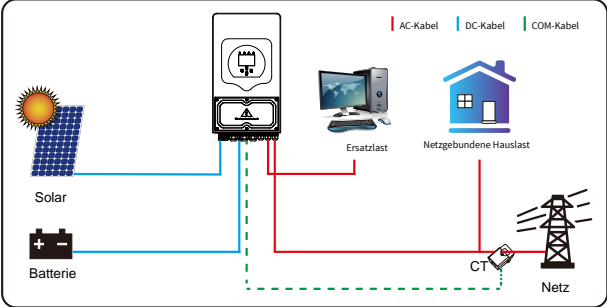 AC-Kabel
DC-Kabel
COM-Kabel
Ersatzlast
Netzgebundene Hauslast
Solar
CT
Batterie
Netz